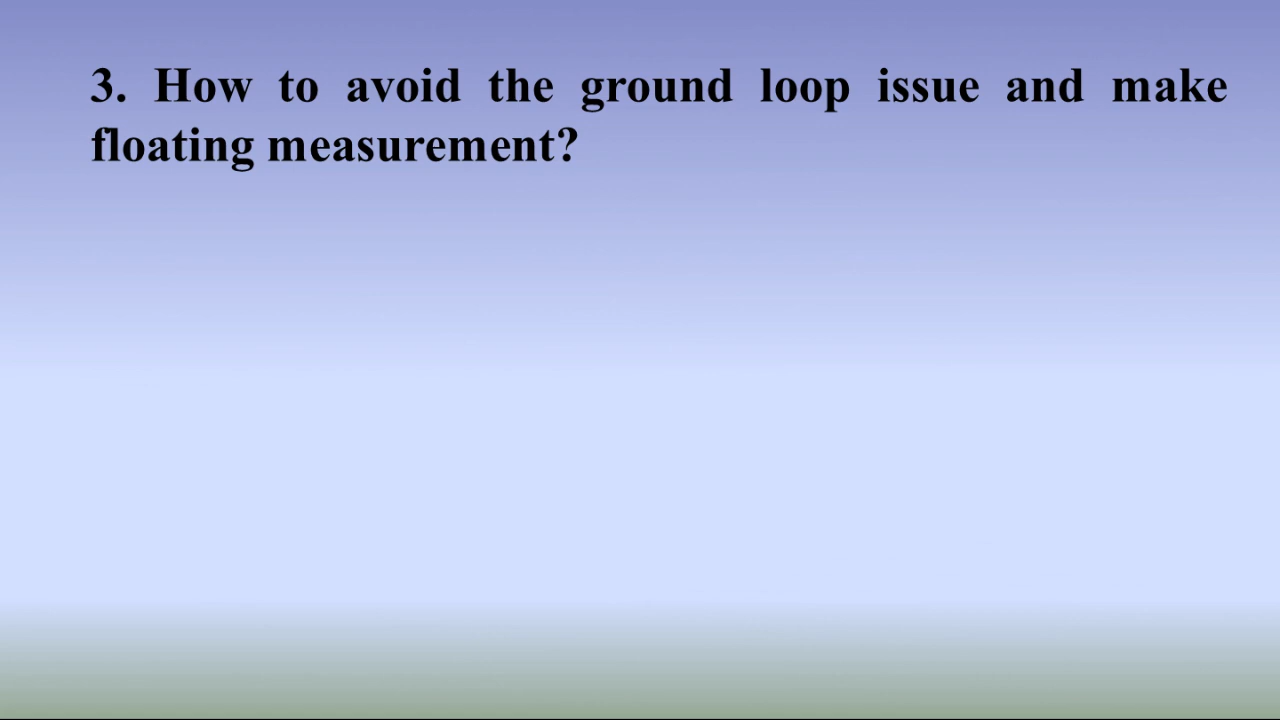 3. How to avoid the ground loop issue and make
floating measurement?